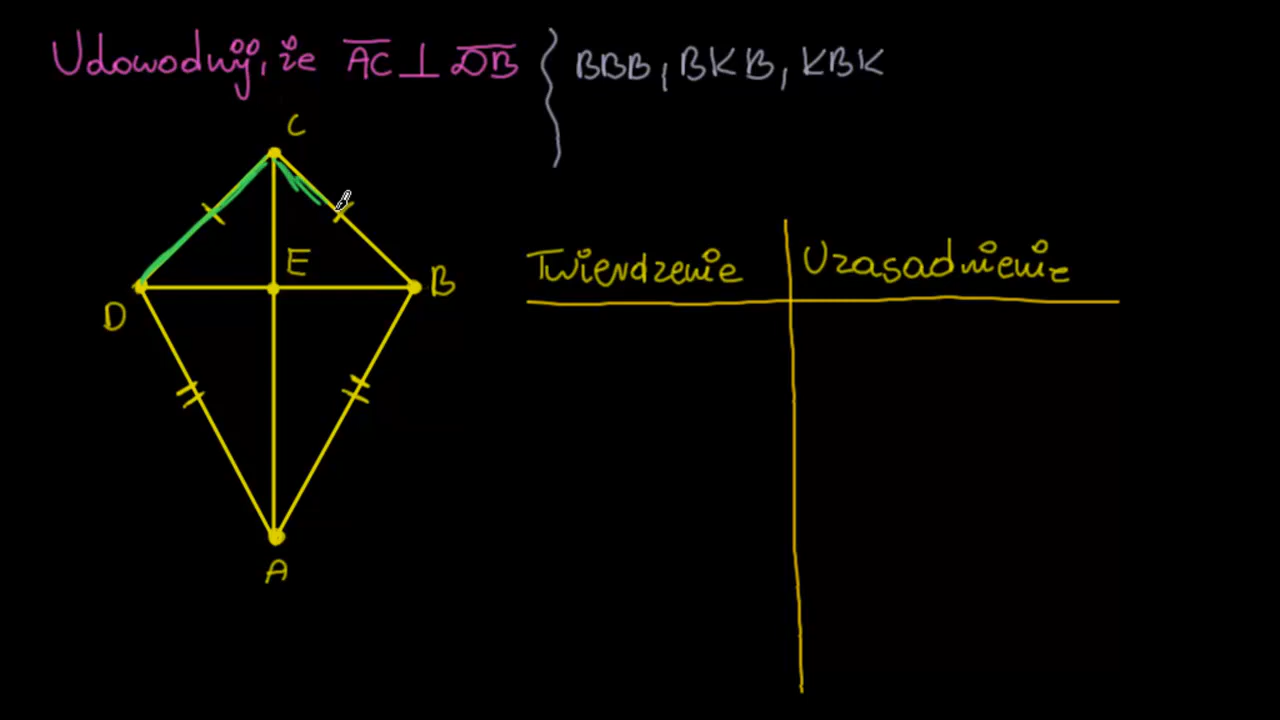 Udowodnij, że AC ⊥ DB { BBB, BKB, KBK
C
E
B
D
A
Twierdzenie | Uzasadnienie